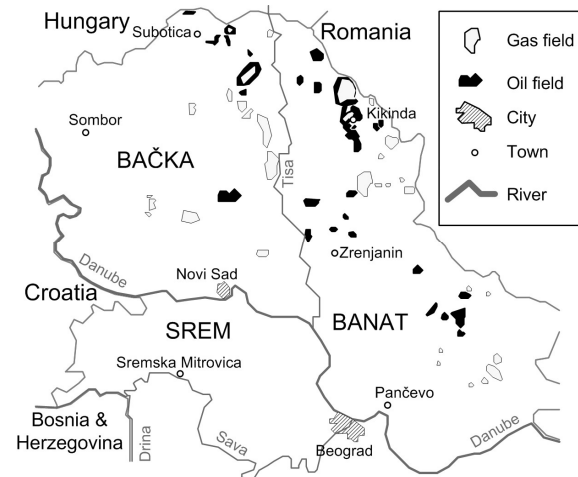 Hungary
Romania
Subotica
Sombor
Kikinda
BAČKA
Tisa
Zrenjanin
Danube
Novi Sad
Croatia
SREM
BANAT
Sremska Mitrovica
Pančevo
Bosnia &
Herzegovina
Drina
Sava
Beograd
Danube
Gas field
Oil field
City
Town
River